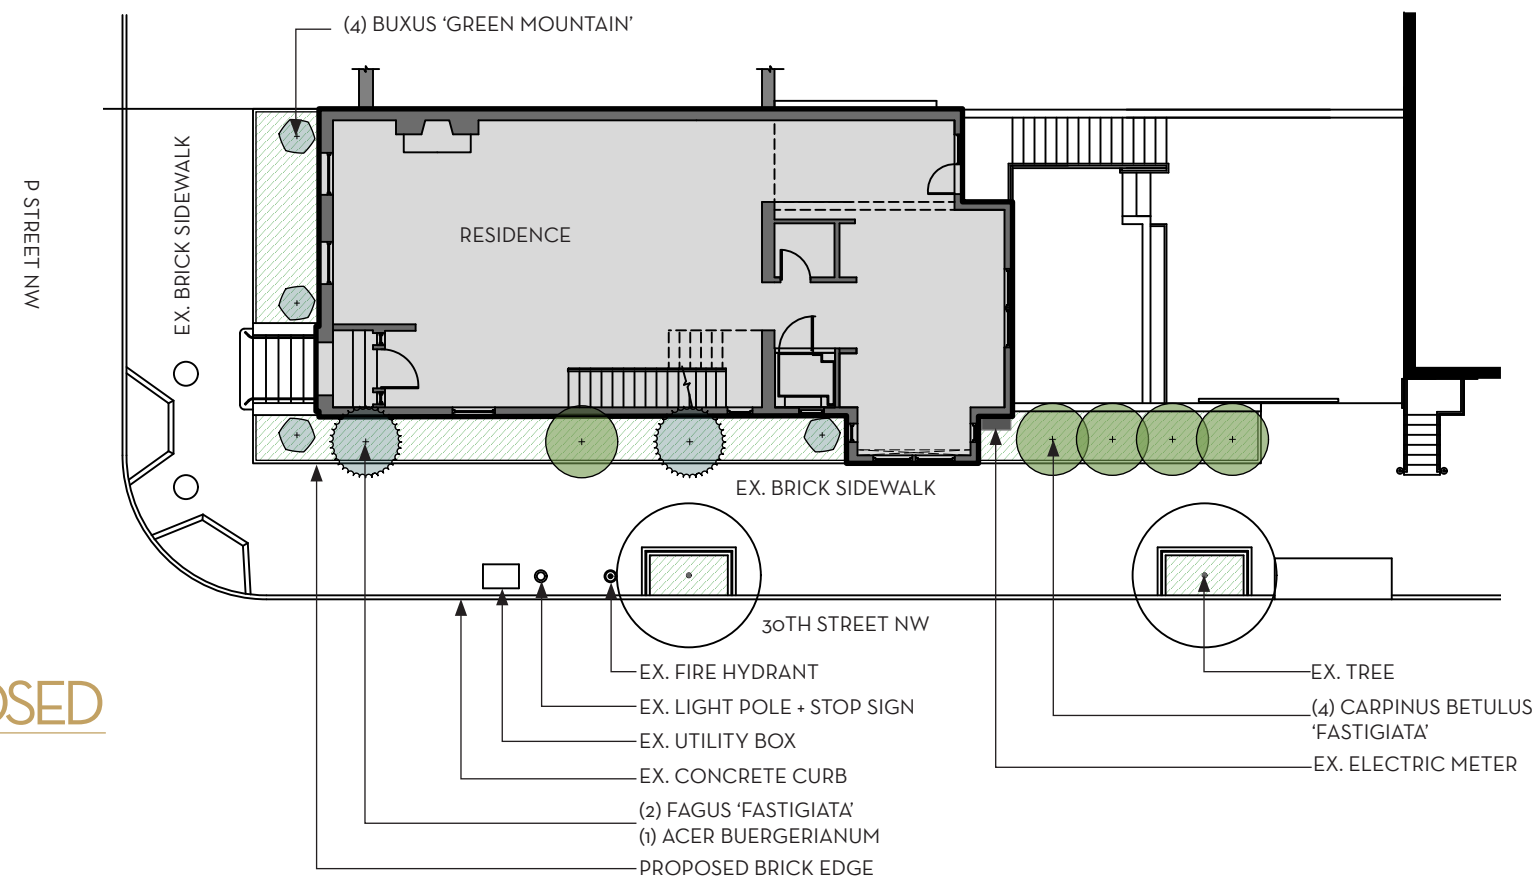 (4) BUXUS ‘GREEN MOUNTAIN’
P STREET NW
EX. BRICK SIDEWALK
RESIDENCE
EX. BRICK SIDEWALK
30TH STREET NW
EX. FIRE HYDRANT
EX. LIGHT POLE + STOP SIGN
EX. UTILITY BOX
EX. CONCRETE CURB
(2) FAGUS ‘FASTIGIATA’
(1) ACER BUERGERIANUM
PROPOSED BRICK EDGE
EX. TREE
(4) CARPINUS BETULUS
‘FASTIGIATA’
EX. ELECTRIC METER
OSED